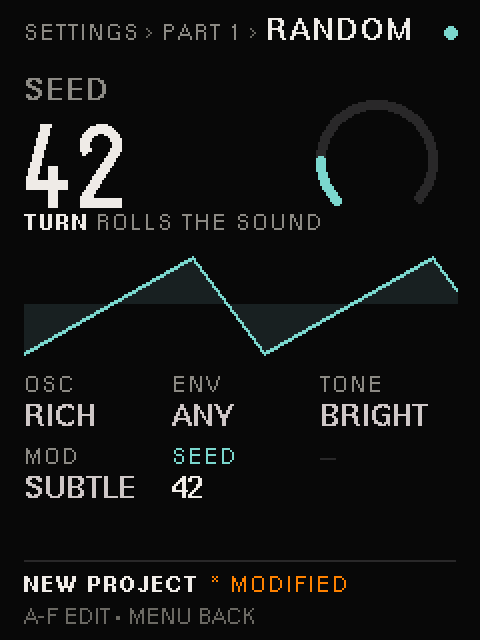 SETTINGS › PART 1 › RANDOM
SEED
42
TURN ROLLS THE SOUND
OSC ENV TONE
RICH ANY BRIGHT
MOD SEED —
SUBTLE 42
NEW PROJECT * MODIFIED
A-F EDIT · MENU BACK